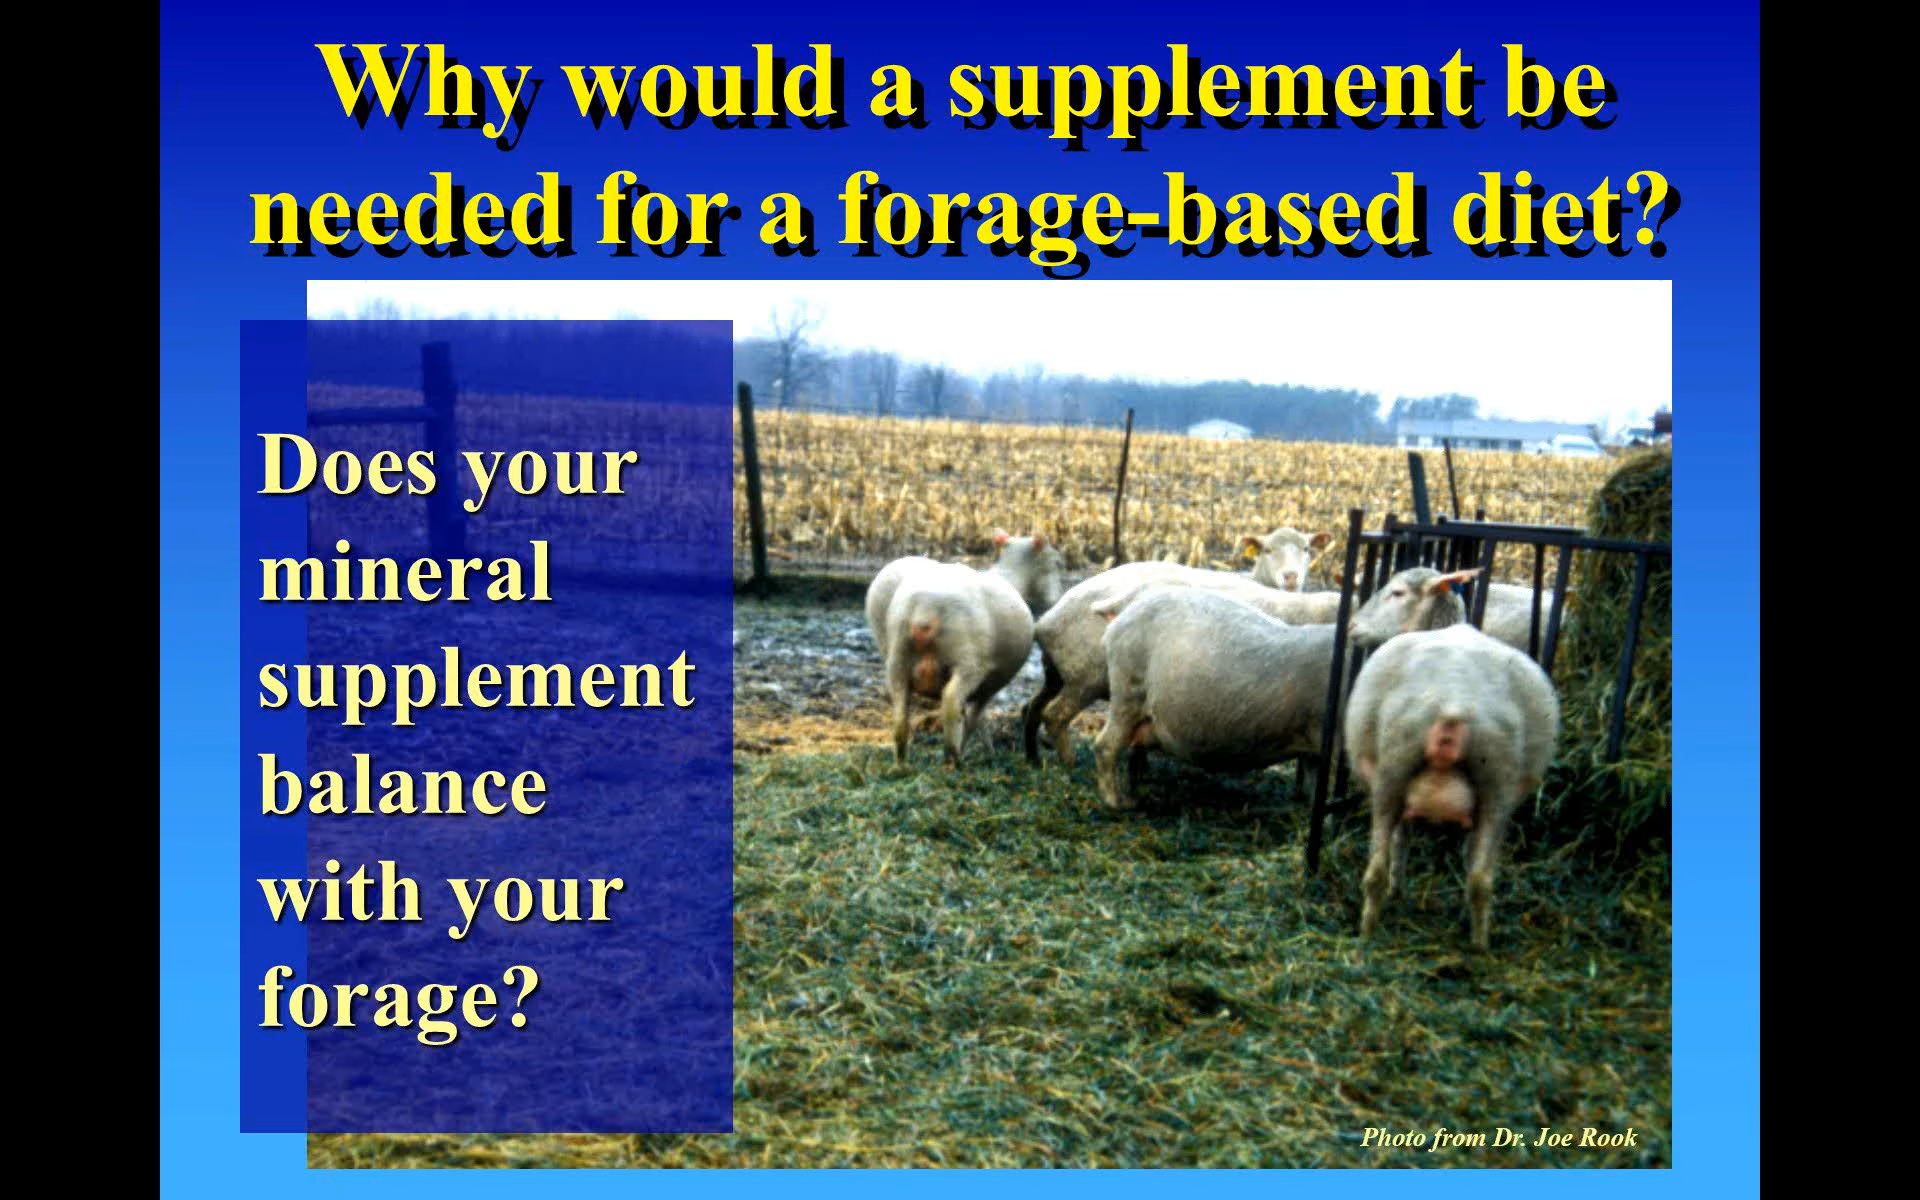 Why would a supplement be
needed for a forage-based diet?
Does your
mineral
supplement
balance
with your
forage?
Photo from Dr. Joe Rook